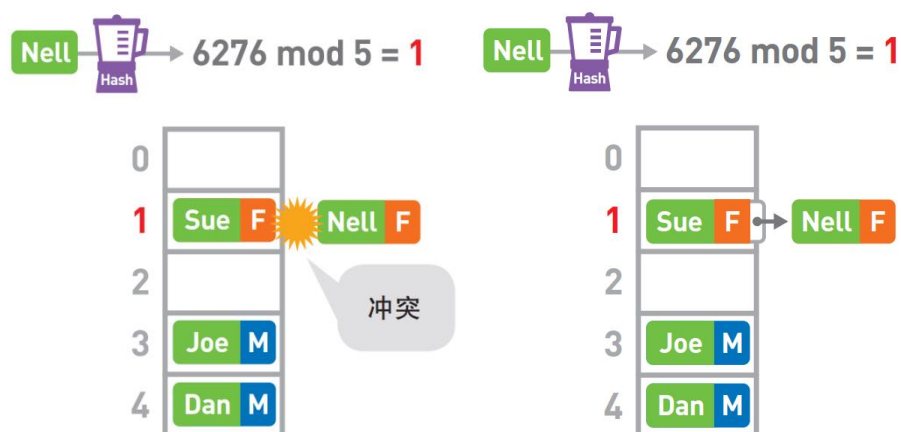 Nell Hash 6276 mod 5 = 1
0
1 Sue F Nell F
冲突
2
3 Joe M
4 Dan M
Nell Hash 6276 mod 5 = 1
0
1 Sue F Nell F
2
3 Joe M
4 Dan M